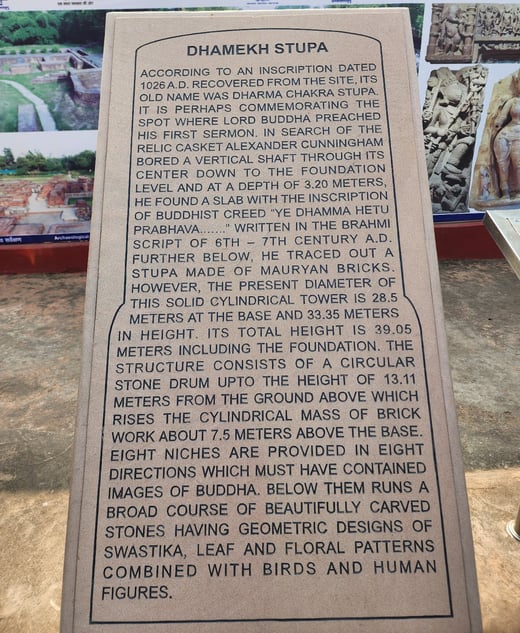 DHAMEKH STUPA
ACCORDING TO AN INSCRIPTION DATED
1026 A.D. RECOVERED FROM THE SITE, ITS
OLD NAME WAS DHARMA CHAKRA STUPA.
IT IS PERHAPS COMMEMORATING THE
SPOT WHERE LORD BUDDHA PREACHED
HIS FIRST SERMON. IN SEARCH OF THE
RELIC CASKET ALEXANDER CUNNINGHAM
BORED A VERTICAL SHAFT THROUGH ITS
CENTER DOWN TO THE FOUNDATION
LEVEL AND AT A DEPTH OF 3.20 METERS,
HE FOUND A SLAB WITH THE INSCRIPTION
OF BUDDHIST CREED "YE DHAMMA HETU
PRABHAVA......." WRITTEN IN THE BRAHMI
SCRIPT OF 6TH - 7TH CENTURY A.D.
FURTHER BELOW, HE TRACED OUT A
STUPA MADE OF MAURYAN BRICKS.
HOWEVER, THE PRESENT DIAMETER OF
THIS SOLID CYLINDRICAL TOWER IS 28.5
METERS AT THE BASE AND 33.35 METERS
IN HEIGHT. ITS TOTAL HEIGHT IS 39.05
METERS INCLUDING THE FOUNDATION. THE
STRUCTURE CONSISTS OF A CIRCULAR
STONE DRUM UPTO THE HEIGHT OF 13.11
METERS FROM THE GROUND ABOVE WHICH
RISES THE CYLINDRICAL MASS OF BRICK
WORK ABOUT 7.5 METERS ABOVE THE BASE.
EIGHT NICHES ARE PROVIDED IN EIGHT
DIRECTIONS WHICH MUST HAVE CONTAINED
IMAGES OF BUDDHA. BELOW THEM RUNS A
BROAD COURSE OF BEAUTIFULLY CARVED
STONES HAVING GEOMETRIC DESIGNS OF
SWASTIKA, LEAF AND FLORAL PATTERNS
COMBINED WITH BIRDS AND HUMAN
FIGURES.